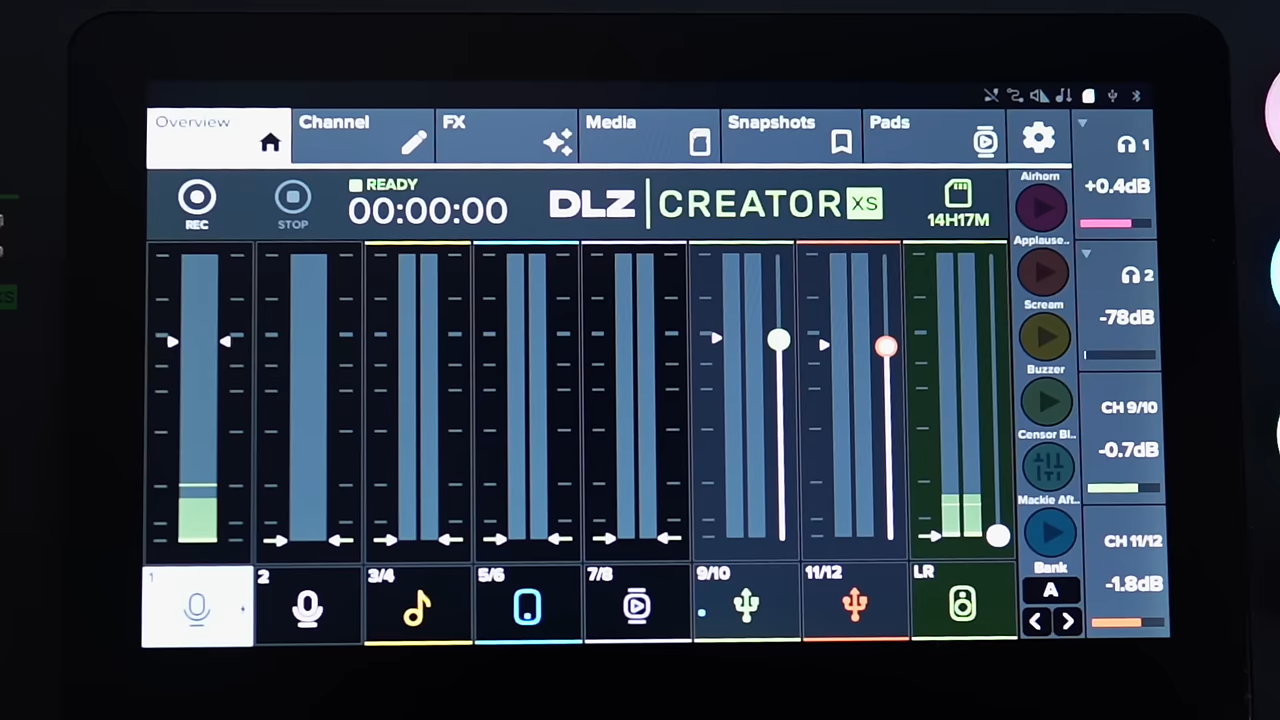 Overview
Channel
FX
Media
Snapshots
Pads
REC
STOP
READY
00:00:00
DLZ CREATOR XS
14H17M
Airhorn
Applause..
Scream
Buzzer
Censor Bl..
Mackie Aft..
Bank
A
1
+0.4dB
2
-78dB
CH 9/10
-0.7dB
CH 11/12
-1.8dB
1
2
3/4
5/6
7/8
9/10
11/12
LR